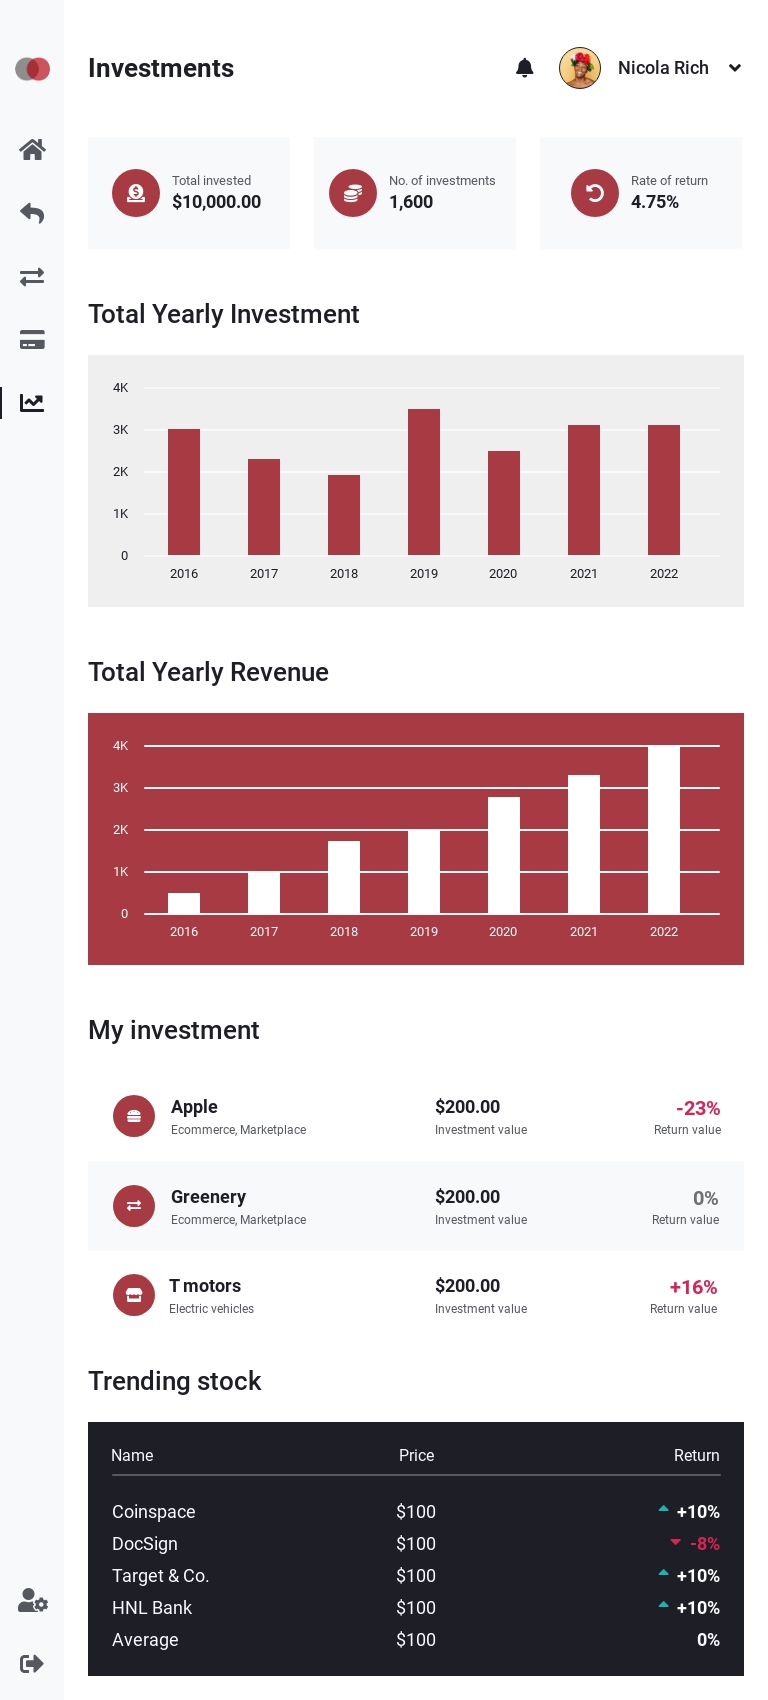 Investments
Nicola Rich
Total invested
$10,000.00
No. of investments
1,600
Rate of return
4.75%
Total Yearly Investment
4K
3K
2K
1K
0
2016 2017 2018 2019 2020 2021 2022
Total Yearly Revenue
4K
3K
2K
1K
0
2016 2017 2018 2019 2020 2021 2022
My investment
Apple $200.00 -23%
Ecommerce, Marketplace Investment value Return value
Greenery $200.00 0%
Ecommerce, Marketplace Investment value Return value
T motors $200.00 +16%
Electric vehicles Investment value Return value
Trending stock
Name Price Return
Coinspace $100 +10%
DocSign $100 -8%
Target & Co. $100 +10%
HNL Bank $100 +10%
Average $100 0%